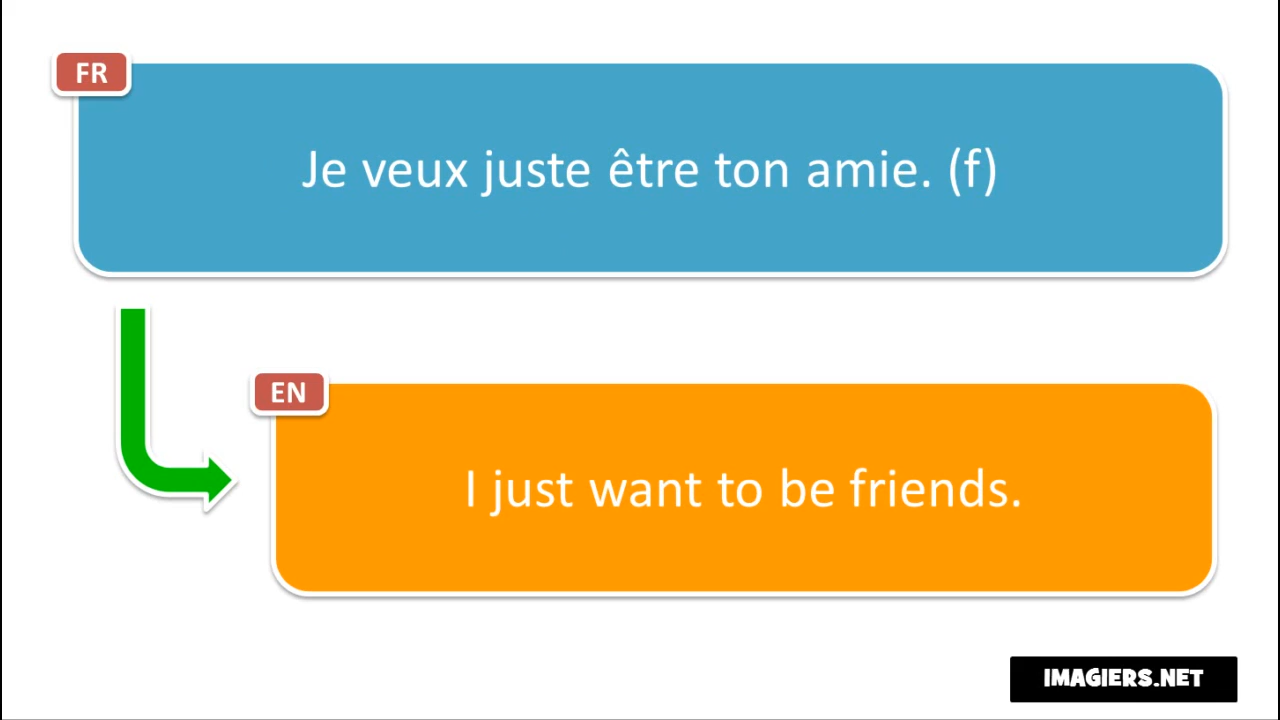 FR
Je veux juste être ton amie. (f)
EN
I just want to be friends.
IMAGIERS.NET